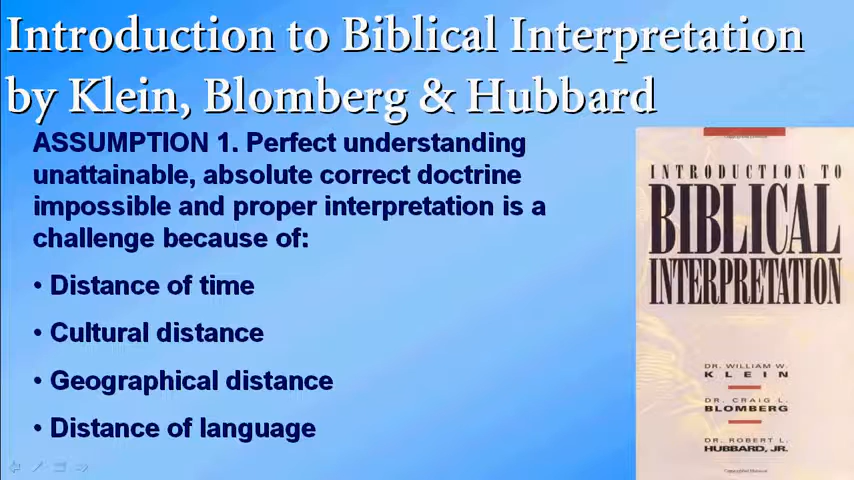 Introduction to Biblical Interpretation
by Klein, Blomberg & Hubbard
ASSUMPTION 1. Perfect understanding
unattainable, absolute correct doctrine
impossible and proper interpretation is a
challenge because of:
• Distance of time
• Cultural distance
• Geographical distance
• Distance of language
INTRODUCTION TO
BIBLICAL
INTERPRETATION
DR. WILLIAM W.
KLEIN
DR. CRAIG L.
BLOMBERG
DR. ROBERT L.
HUBBARD, JR.